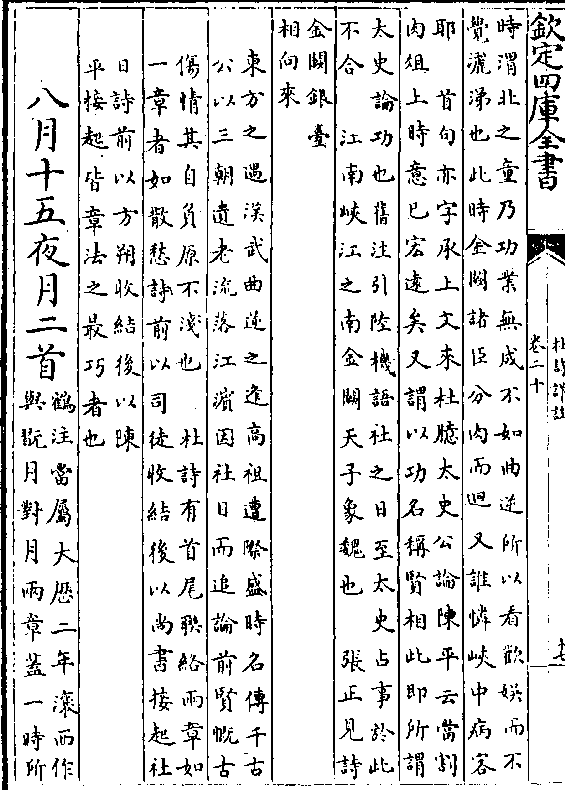 欽定四庫全書
杜詩詳註
卷二十
十七
時渭北之童乃功業無成不如曲逆所以看歡娛而不
覺灑涕也此時金闕諸臣分肉而迴又誰憐峽中病客
耶　首句亦字承上文來杜臆太史公論陳平云當割
肉俎上時意已宏遠矣又謂以功名稱賢相此即所謂
太史論功也舊注引陸機語社之日至太史占事於此
不合　江南峽江之南金闕天子象魏也　張正見詩
金闕銀臺
相向來
東方之遇漢武曲逆之逢高祖遭際盛時名傳千古
公以三朝遺老流落江濵因社日而追論前賢慨古
傷情其自負原不淺也　杜詩有首尾聯絡兩章如
一章者如散愁詩前以司徒收結後以尚書接起社
日詩前以方朔收結後以陳
平接起皆章法之最巧者也
八月十五夜月二首
鶴注當屬大歷二年瀼西作
與翫月對月兩章蓋一時所